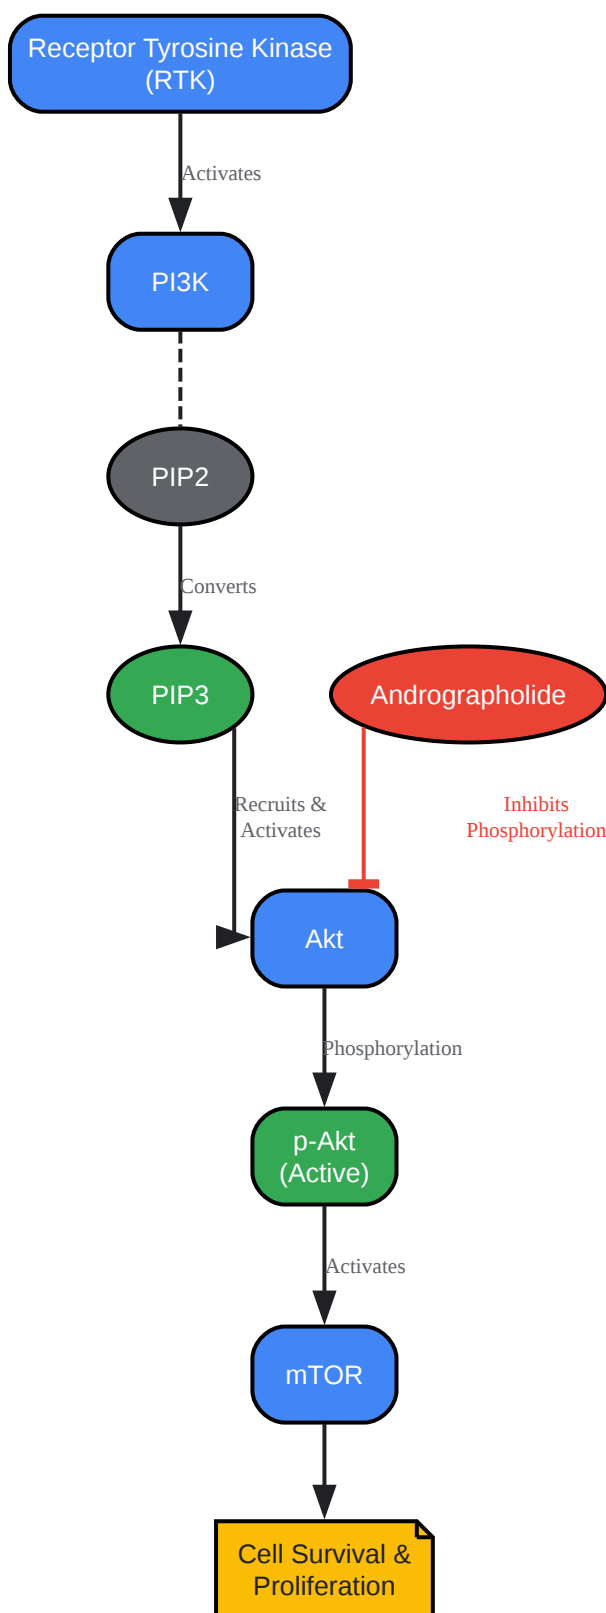 Receptor Tyrosine Kinase
(RTK)
Activates
PI3K
PIP2
Converts
PIP3
Andrographolide
Recruits &
Activates
Inhibits
Phosphorylation
Akt
Phosphorylation
p-Akt
(Active)
Activates
mTOR
Cell Survival &
Proliferation